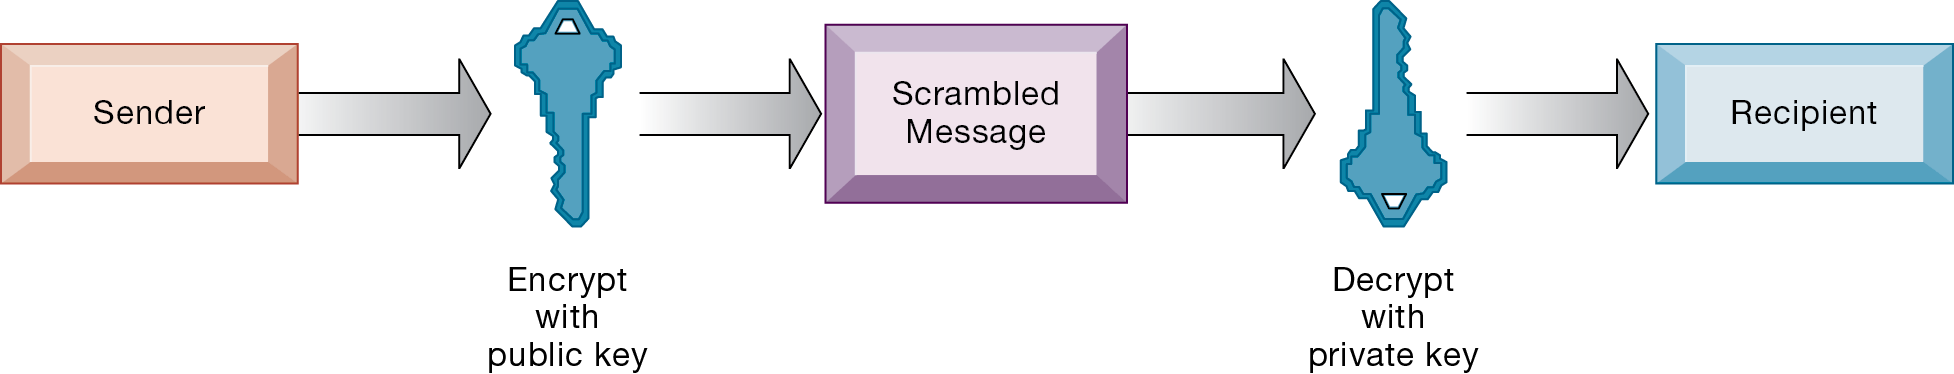 Sender
Encrypt
with
public key
Scrambled
Message
Decrypt
with
private key
Recipient